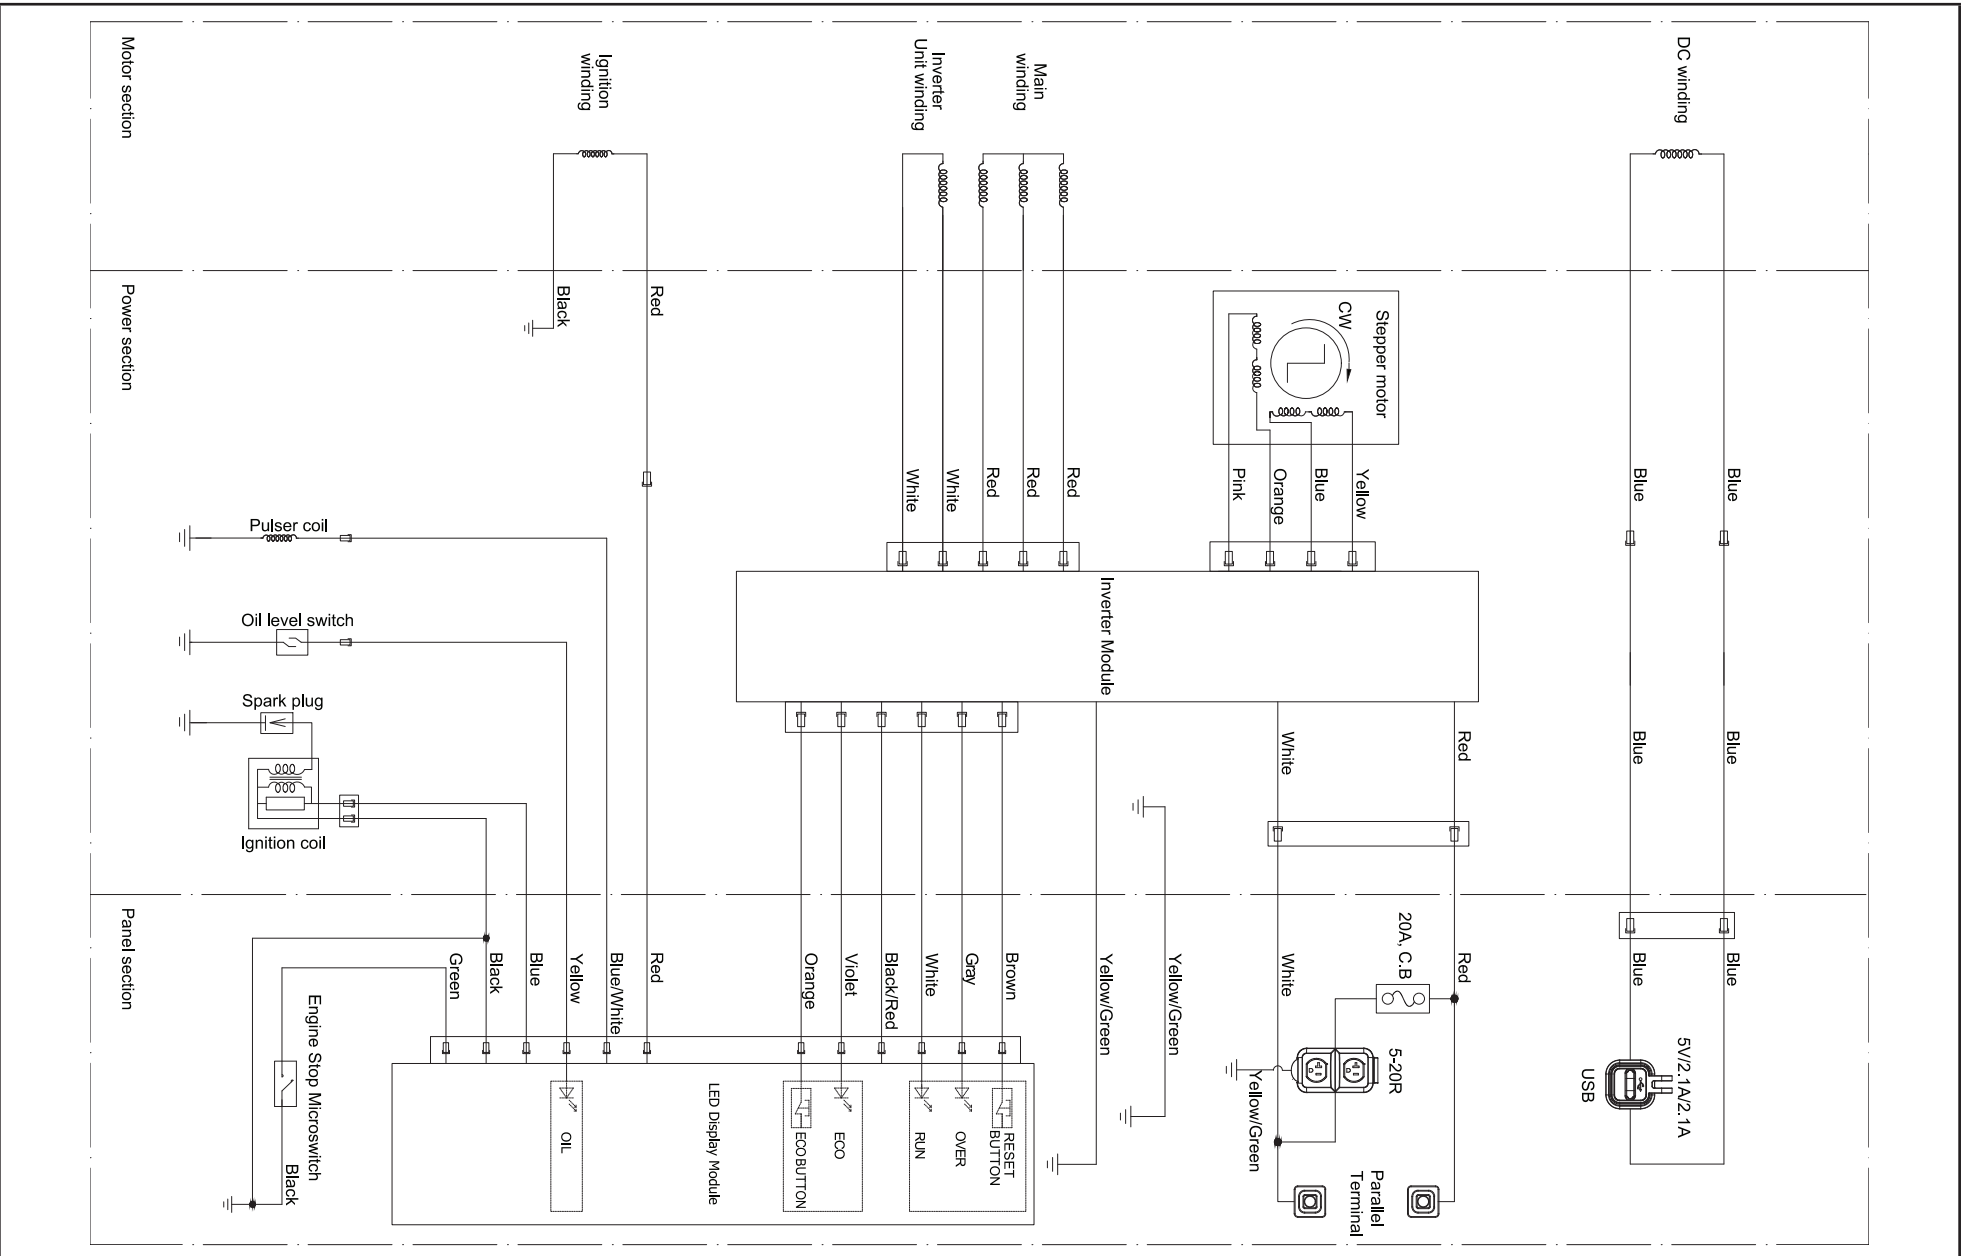 Motor section
Ignition
winding
Inverter
Unit winding
Main
winding
DC winding
Power section
Black
Red
Stepper motor
CW
White
White
Red
Red
Red
Pink
Orange
Blue
Yellow
Blue
Blue
Pulser coil
Oil level switch
Spark plug
Ignition coil
Inverter Module
White
Red
Blue
Blue
Panel section
Green
Black
Blue
Yellow
Blue/White
Red
Orange
Violet
Black/Red
White
Gray
Brown
Yellow/Green
Yellow/Green
White
20A, C.B
Red
Blue
Blue
Engine Stop Microswitch
Black
OIL
LED Display Module
ECO BUTTON
ECO
RUN
OVER
RESET
BUTTON
Yellow/Green
5-20R
Parallel
Terminal
USB
5V/2.1A/2.1A